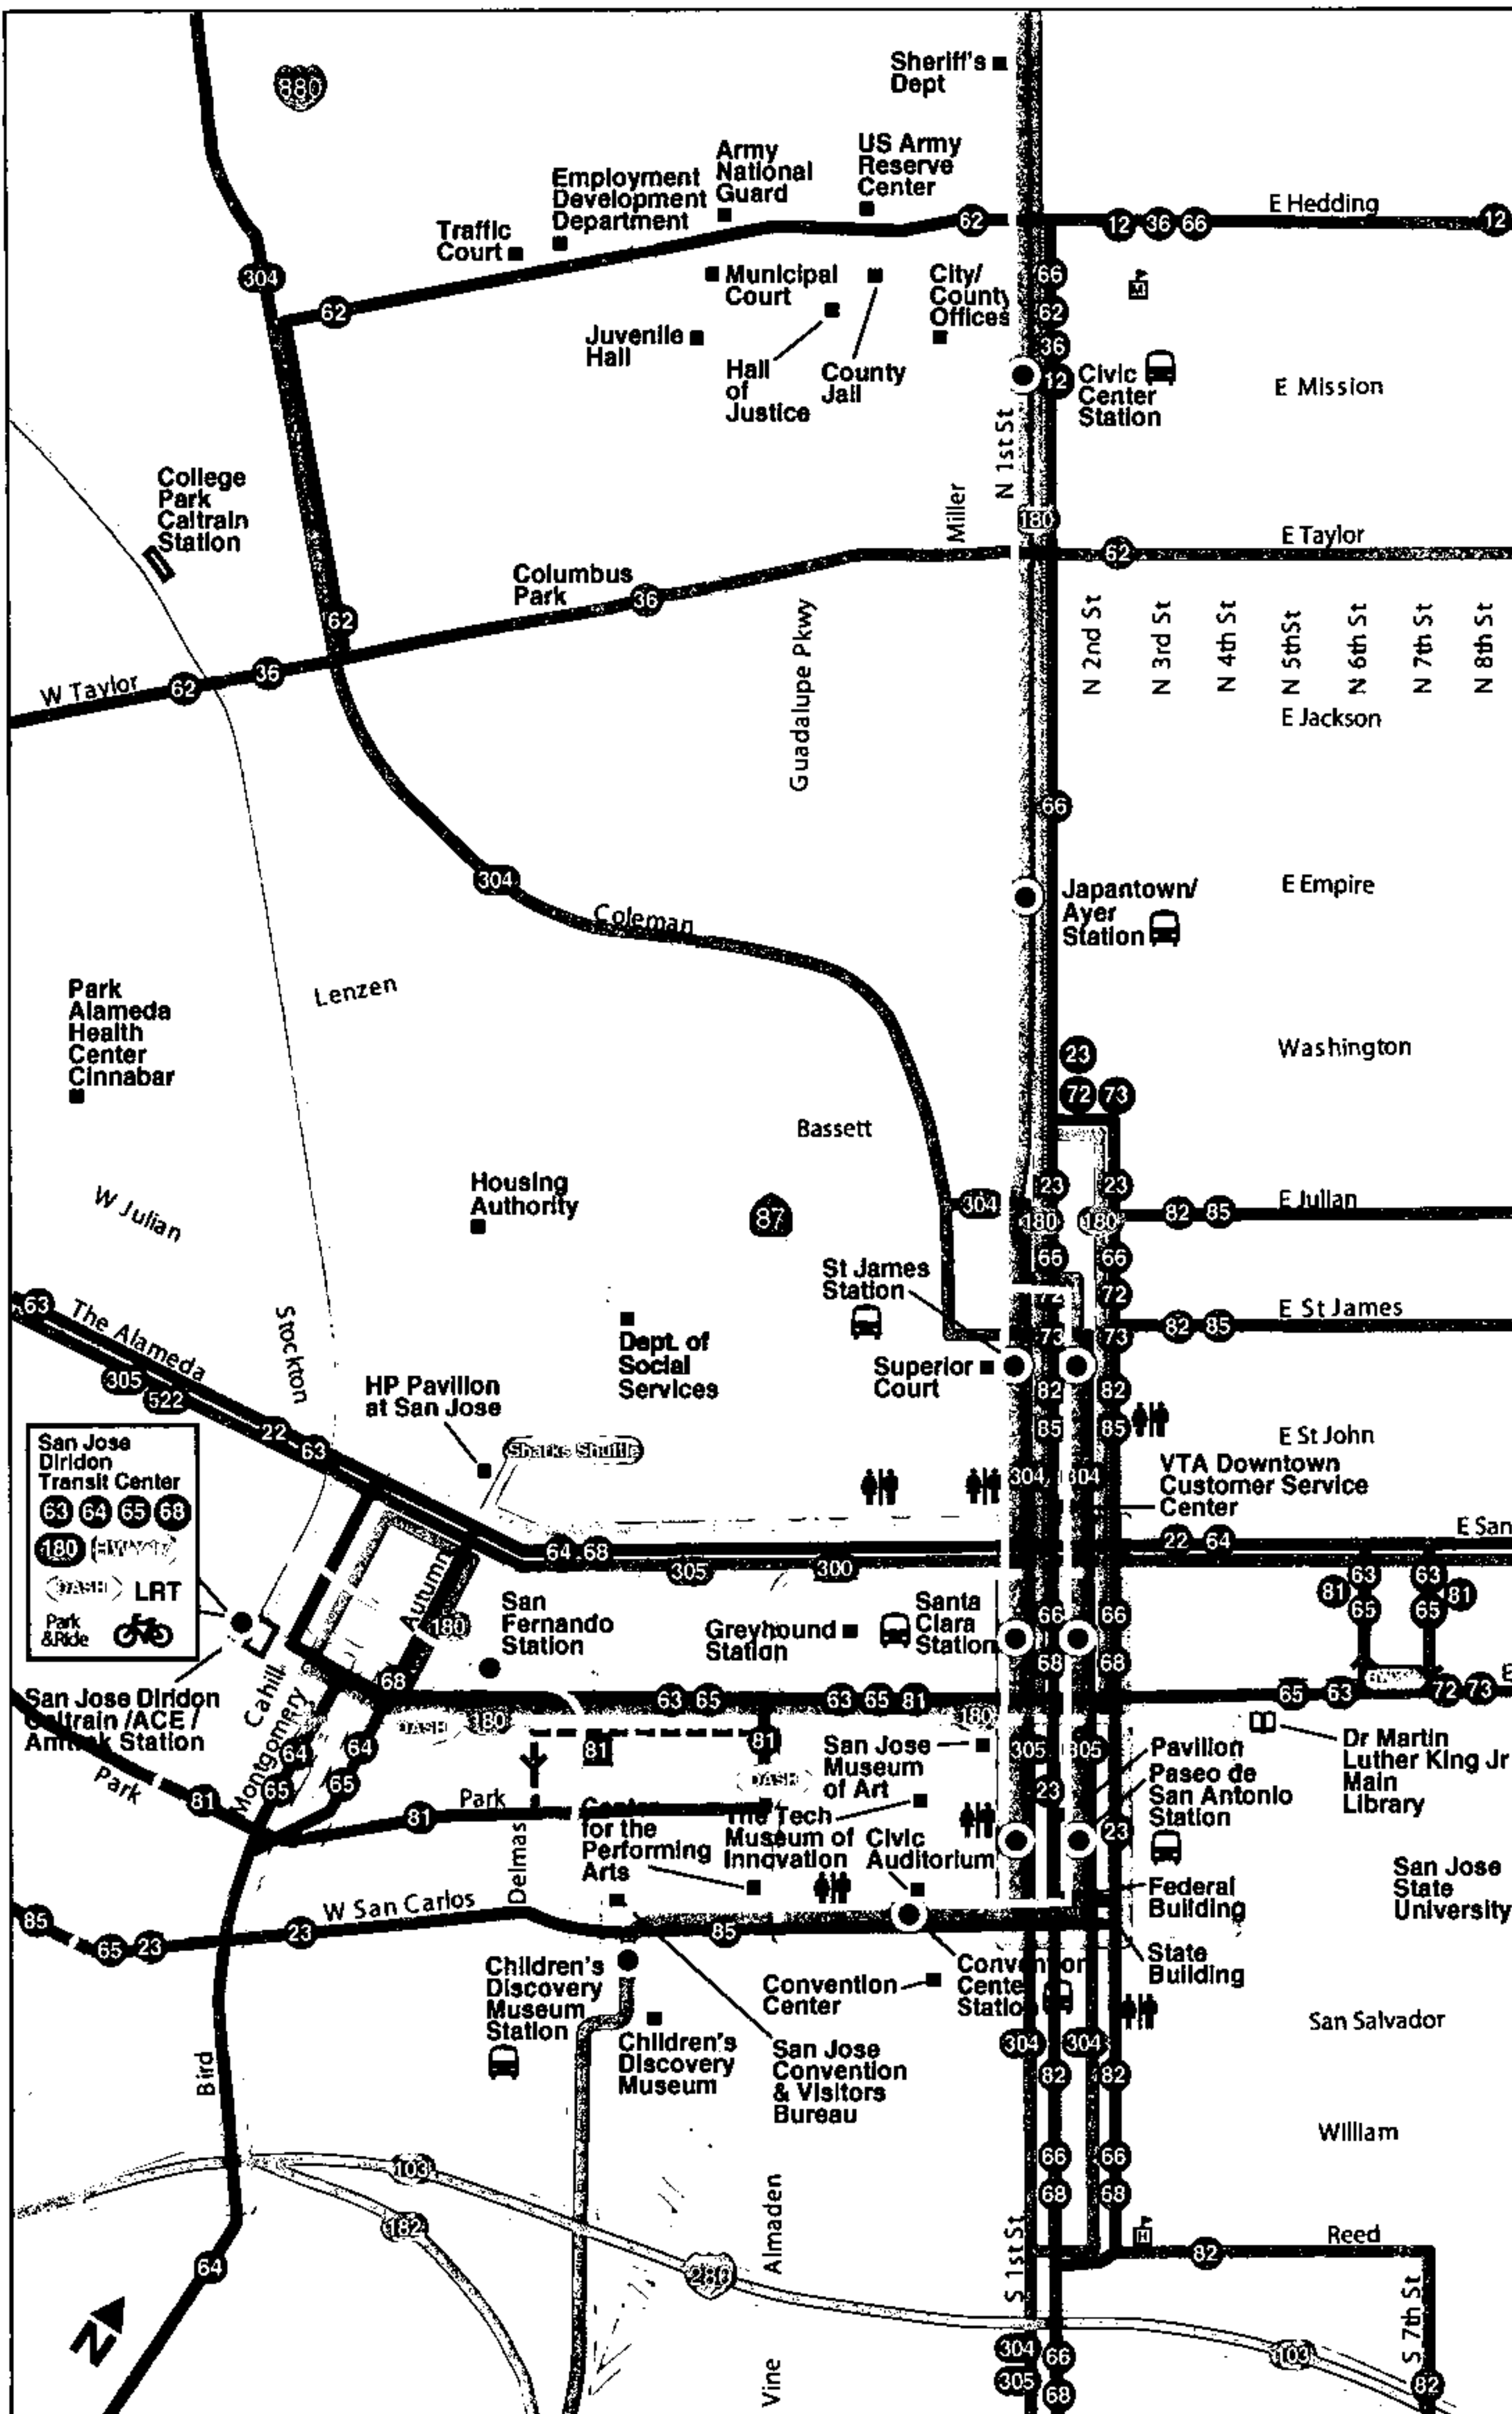 Sheriff's
Dept
880
Army
National
Guard
US Army
Reserve
Center
Employment
Development
Department
Traffic
Court
62
12
36
66
E Hedding
12
304
62
Municipal
Court
City/
County
Offices
66
62
36
12
Juvenile
Hall
Hall
of
Justice
County
Jail
Civic
Center
Station
E Mission
N 1st St
College
Park
Caltrain
Station
Miller
180
E Taylor
62
Columbus
Park
36
62
Guadalupe Pkwy
N 2nd St
N 3rd St
N 4th St
N 5th St
N 6th St
N 7th St
N 8th St
W Taylor
62
36
E Jackson
66
304
Coleman
Japantown/
Ayer
Station
E Empire
Park
Alameda
Health
Center
Cinnabar
Lenzen
Washington
23
72
73
Bassett
W Julian
Housing
Authority
87
304
23
23
180
180
82
85
E Julian
66
66
St James
Station
72
72
63
The Alameda
Stockton
Dept. of
Social
Services
73
73
82
85
E St James
Superior
Court
82
82
85
85
305
522
HP Pavilion
at San Jose
22
63
Sharks Shuttle
E St John
304
304
VTA Downtown
Customer Service
Center
San Jose
Diridon
Transit Center
63
64
65
68
180
HWY 17
DASH
LRT
Park
&Ride
64
68
305
300
22
64
E San
Autumn
180
San
Fernando
Station
Greyhound
Station
Santa
Clara
Station
66
66
68
68
63
81
65
63
81
65
San Jose Diridon
Caltrain /ACE /
Amtrak Station
Cahill
Montgomery
68
63
65
63
65
81
65
63
72
73
DASH
180
180
64
64
81
81
San Jose
Museum
of Art
305
305
Pavilion
Paseo de
San Antonio
Station
Dr Martin
Luther King Jr
Main
Library
Park
81
65
65
DASH
23
23
Park
81
Delmas
Center
for the
Performing
Arts
The Tech
Museum of
Innovation
Civic
Auditorium
San Jose
State
University
Federal
Building
85
65
23
23
W San Carlos
85
State
Building
Children's
Discovery
Museum
Station
Convention
Center
Convention
Center
Station
San Salvador
Children's
Discovery
Museum
San Jose
Convention
& Visitors
Bureau
304
304
82
82
Bird
William
66
66
68
68
103
182
280
Almaden
S 1st St
82
Reed
64
N
Vine
304
305
66
68
103
S 7th St
82